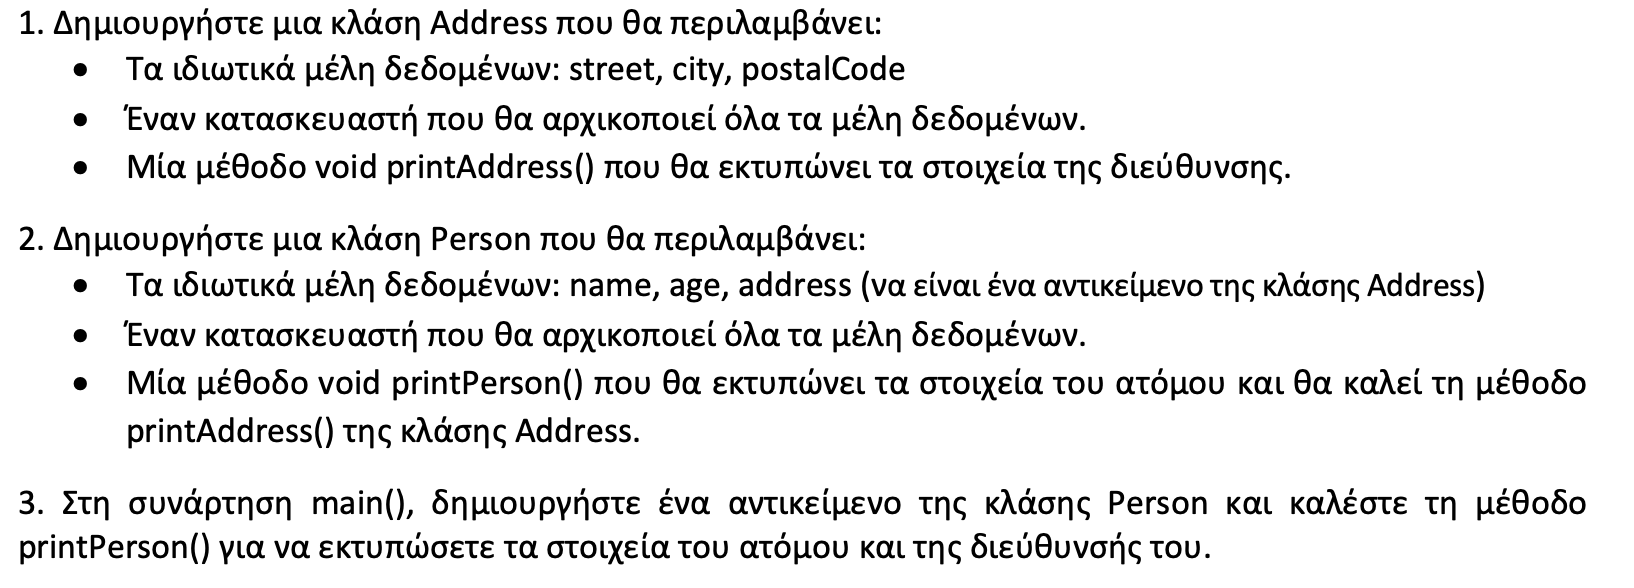 1. Δημιουργήστε μια κλάση Address που θα περιλαμβάνει:
• Τα ιδιωτικά μέλη δεδομένων: street, city, postalCode
• Έναν κατασκευαστή που θα αρχικοποιεί όλα τα μέλη δεδομένων.
• Μία μέθοδο void printAddress() που θα εκτυπώνει τα στοιχεία της διεύθυνσης.
2. Δημιουργήστε μια κλάση Person που θα περιλαμβάνει:
• Τα ιδιωτικά μέλη δεδομένων: name, age, address (να είναι ένα αντικείμενο της κλάσης Address)
• Έναν κατασκευαστή που θα αρχικοποιεί όλα τα μέλη δεδομένων.
• Μία μέθοδο void printPerson() που θα εκτυπώνει τα στοιχεία του ατόμου και θα καλεί τη μέθοδο
printAddress() της κλάσης Address.
3. Στη συνάρτηση main(), δημιουργήστε ένα αντικείμενο της κλάσης Person και καλέστε τη μέθοδο
printPerson() για να εκτυπώσετε τα στοιχεία του ατόμου και της διεύθυνσής του.